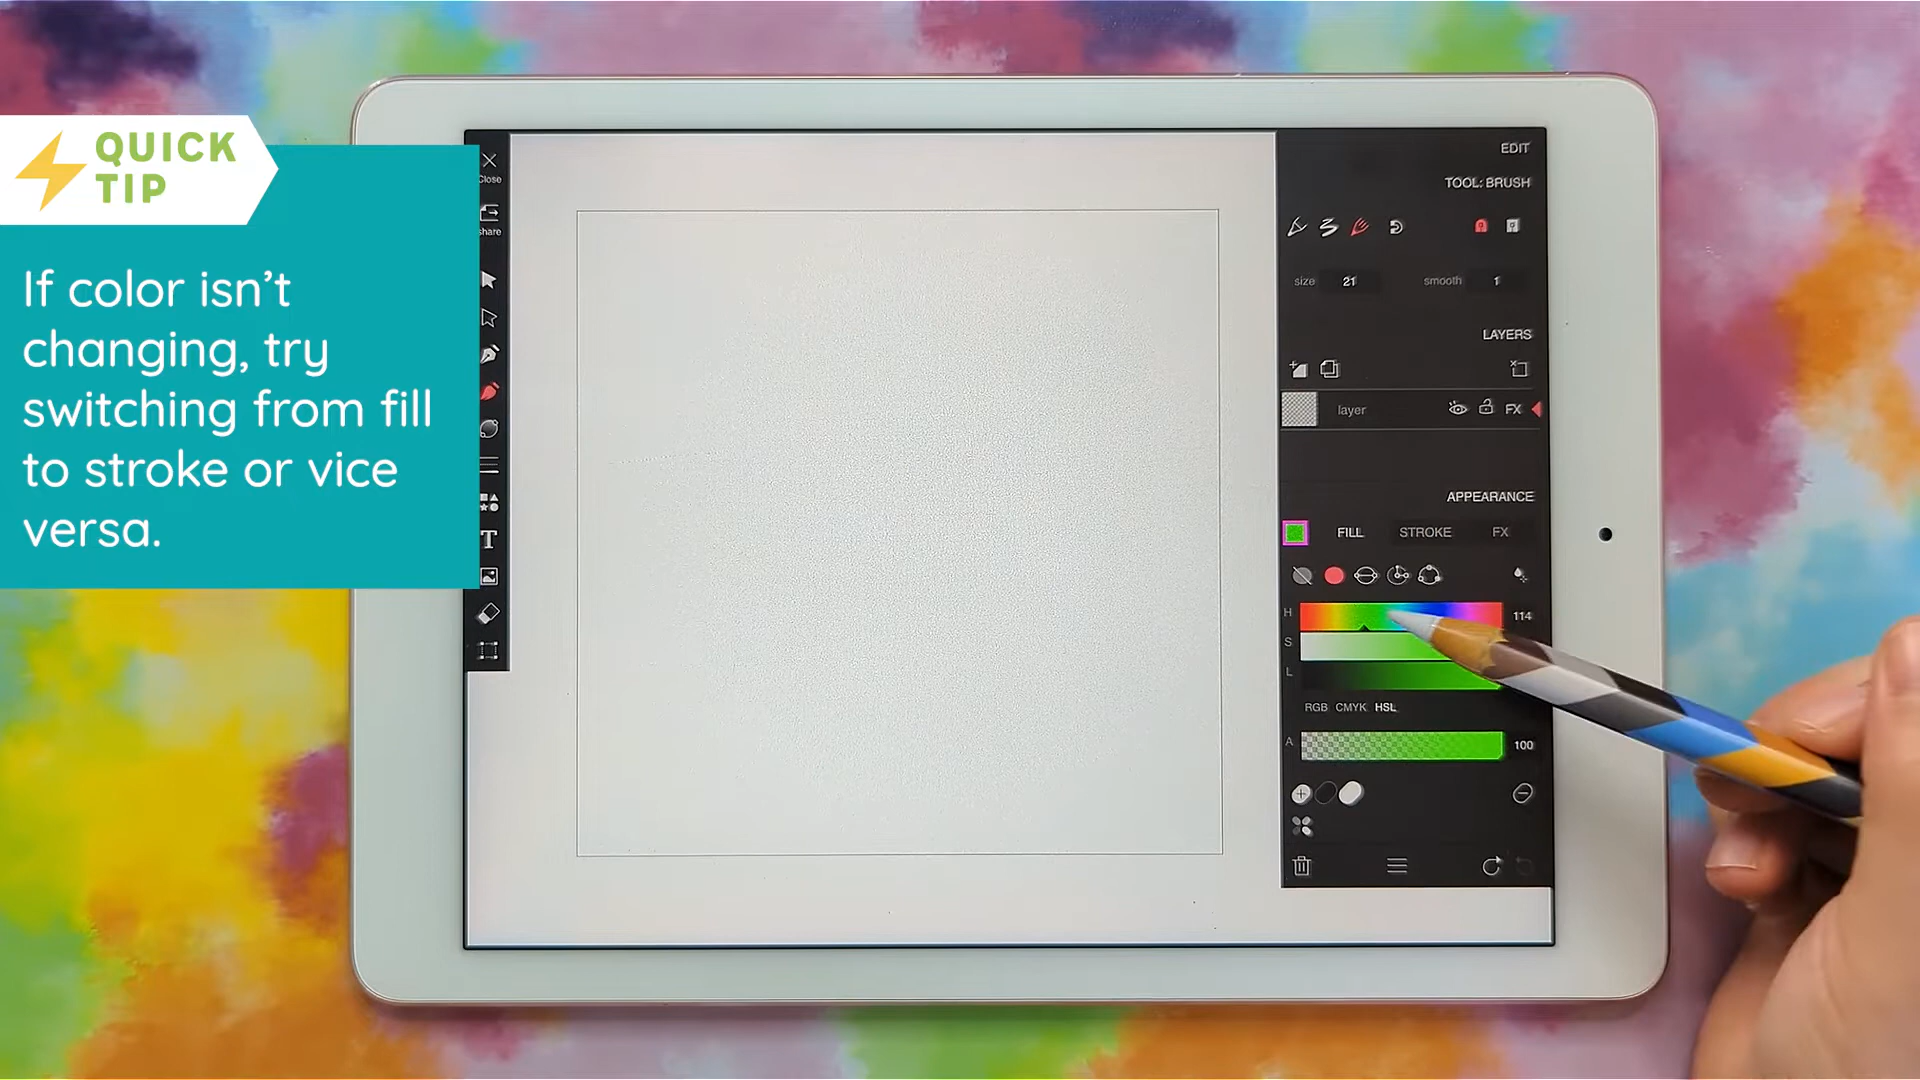 QUICK
TIP
If color isn’t
changing, try
switching from fill
to stroke or vice
versa.
Close
share
T
EDIT
TOOL: BRUSH
size 21 smooth 1
LAYERS
layer FX
APPEARANCE
FILL STROKE FX
H 114
S
L
RGB CMYK HSL
A 100